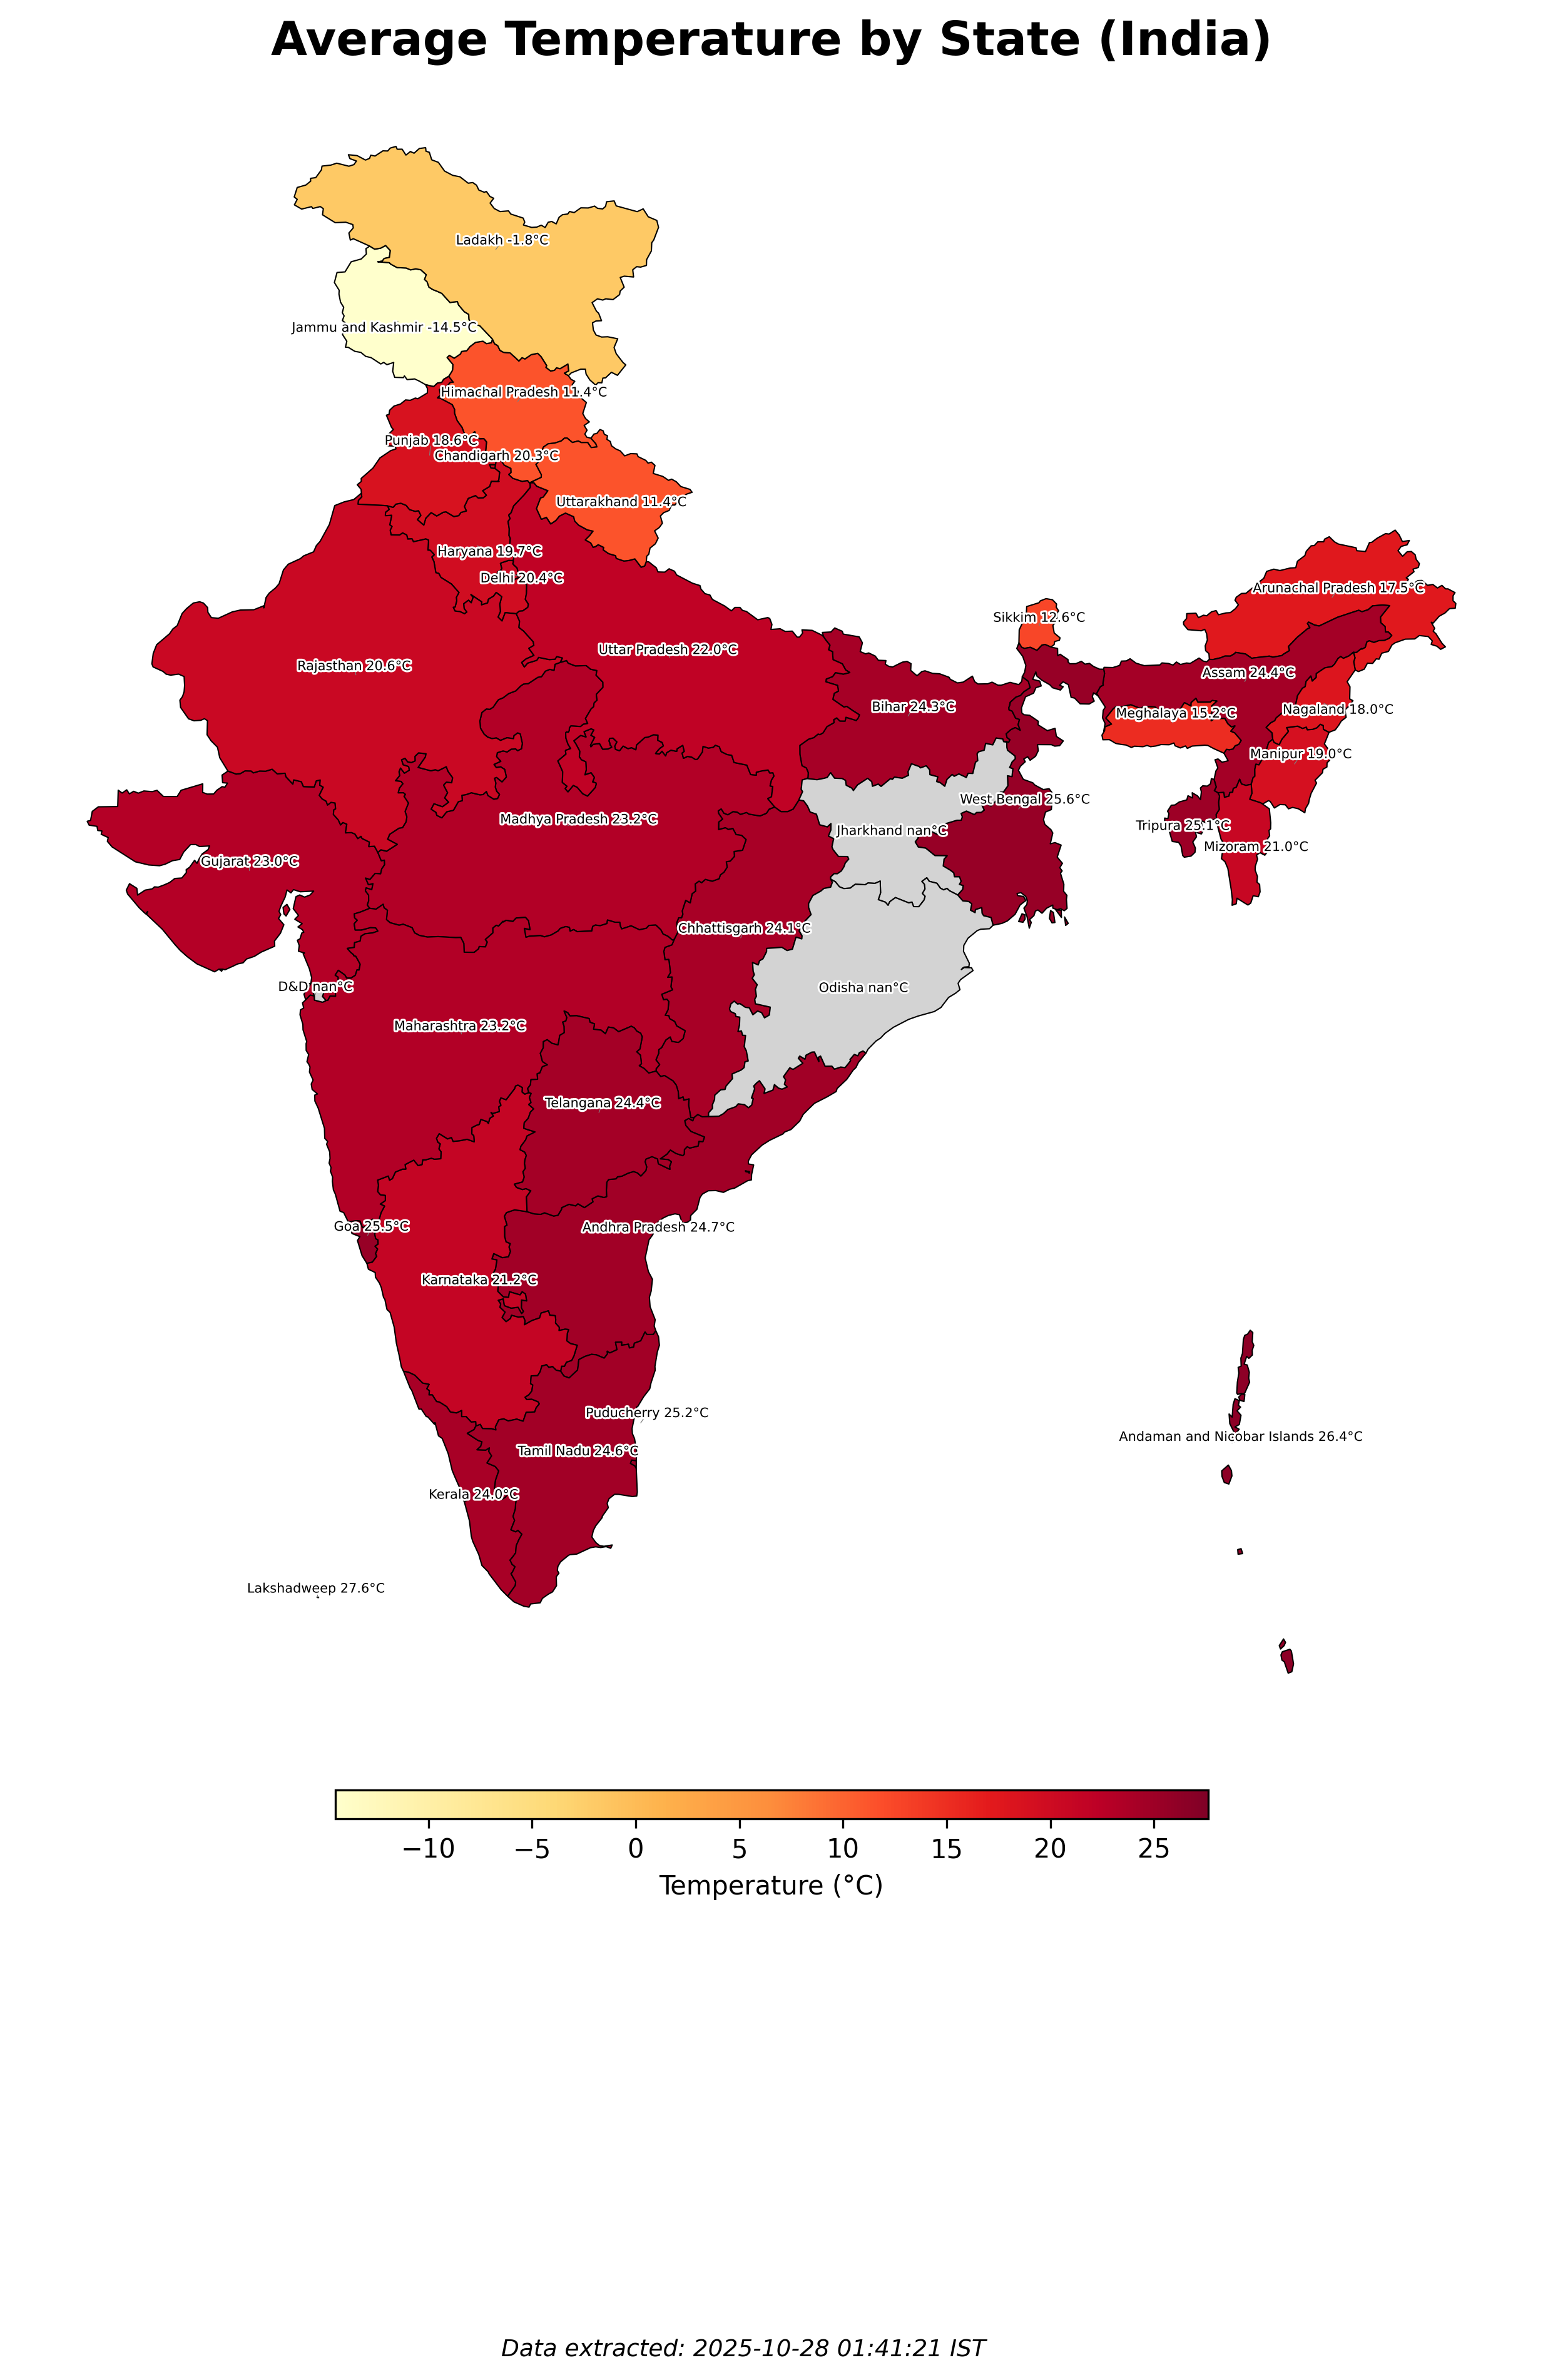 Average Temperature by State (India)
Ladakh -1.8°C
Jammu and Kashmir -14.5°C
Himachal Pradesh 11.4°C
Punjab 18.6°C
Chandigarh 20.3°C
Uttarakhand 11.4°C
Haryana 19.7°C
Delhi 20.4°C
Arunachal Pradesh 17.5°C
Sikkim 12.6°C
Uttar Pradesh 22.0°C
Rajasthan 20.6°C
Assam 24.4°C
Bihar 24.3°C
Nagaland 18.0°C
Meghalaya 15.2°C
Manipur 19.0°C
West Bengal 25.6°C
Madhya Pradesh 23.2°C
Tripura 25.1°C
Jharkhand nan°C
Mizoram 21.0°C
Gujarat 23.0°C
Chhattisgarh 24.1°C
D&D nan°C
Odisha nan°C
Maharashtra 23.2°C
Telangana 24.4°C
Goa 25.5°C
Andhra Pradesh 24.7°C
Karnataka 21.2°C
Puducherry 25.2°C
Andaman and Nicobar Islands 26.4°C
Tamil Nadu 24.6°C
Kerala 24.0°C
Lakshadweep 27.6°C
−10 −5 0 5 10 15 20 25
Temperature (°C)
Data extracted: 2025-10-28 01:41:21 IST